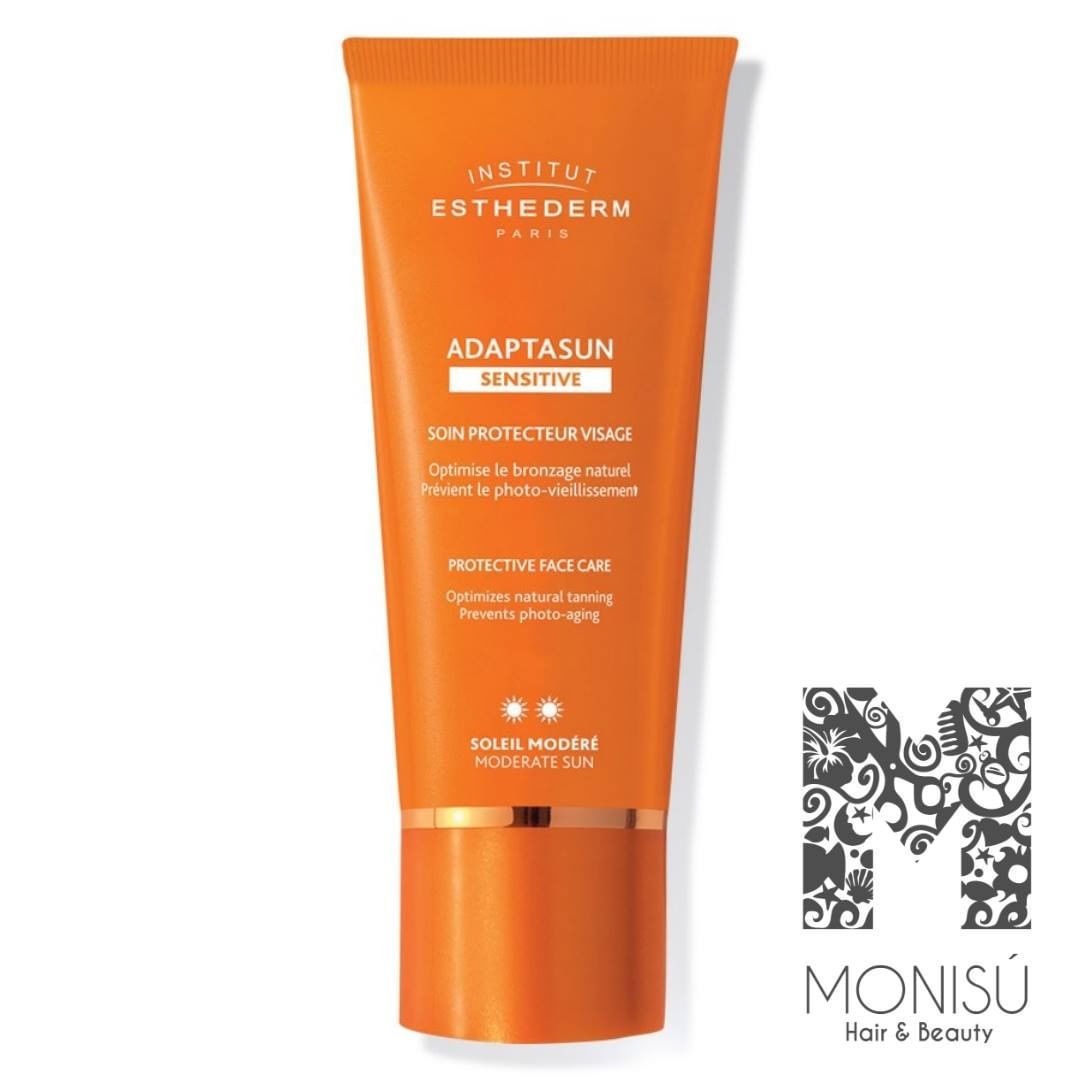 INSTITUT
ESTHEDERM
PARIS
ADAPTASUN
SENSITIVE
SOIN PROTECTEUR VISAGE
Optimise le bronzage naturel
Prévient le photo-vieillissement
PROTECTIVE FACE CARE
Optimizes natural tanning
Prevents photo-aging
SOLEIL MODÉRÉ
MODERATE SUN
MONISÚ
Hair & Beauty